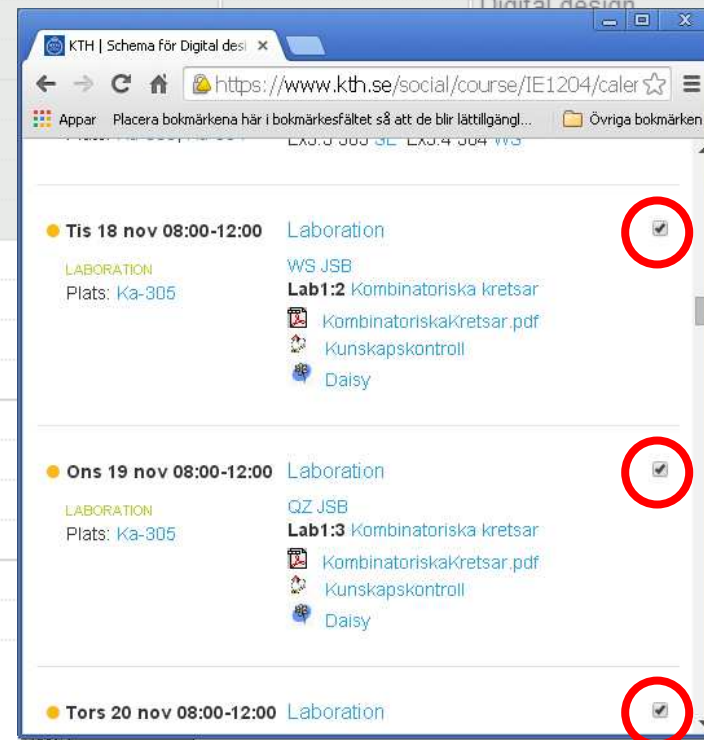 Digital design
KTH | Schema för Digital desi
https://www.kth.se/social/course/IE1204/caler
Appar Placera bokmärkena här i bokmärkesfältet så att de blir lättillgängl... Övriga bokmärken
Tis 18 nov 08:00-12:00 Laboration
LABORATION WS JSB
Plats: Ka-305 Lab1:2 Kombinatoriska kretsar
KombinatoriskaKretsar.pdf
Kunskapskontroll
Daisy
Ons 19 nov 08:00-12:00 Laboration
LABORATION QZ JSB
Plats: Ka-305 Lab1:3 Kombinatoriska kretsar
KombinatoriskaKretsar.pdf
Kunskapskontroll
Daisy
Tors 20 nov 08:00-12:00 Laboration